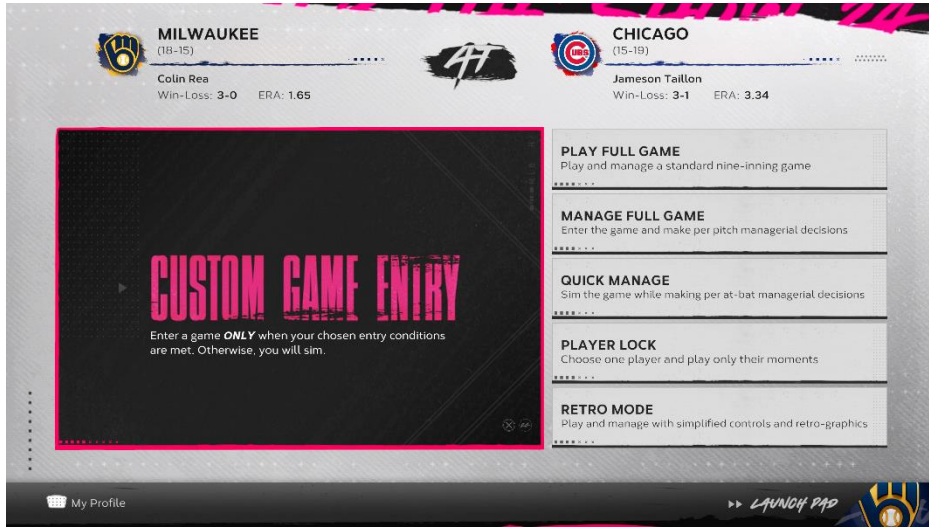 MILWAUKEE
(18-15)
Colin Rea
Win-Loss: 3-0 ERA: 1.65
AT
CHICAGO
(15-19)
Jameson Taillon
Win-Loss: 3-1 ERA: 3.34
CUBS
CUSTOM GAME ENTRY
Enter a game ONLY when your chosen entry conditions
are met. Otherwise, you will sim.
PLAY FULL GAME
Play and manage a standard nine-inning game
MANAGE FULL GAME
Enter the game and make per pitch managerial decisions
QUICK MANAGE
Sim the game while making per at-bat managerial decisions
PLAYER LOCK
Choose one player and play only their moments
RETRO MODE
Play and manage with simplified controls and retro-graphics
My Profile
LAUNCH PAD